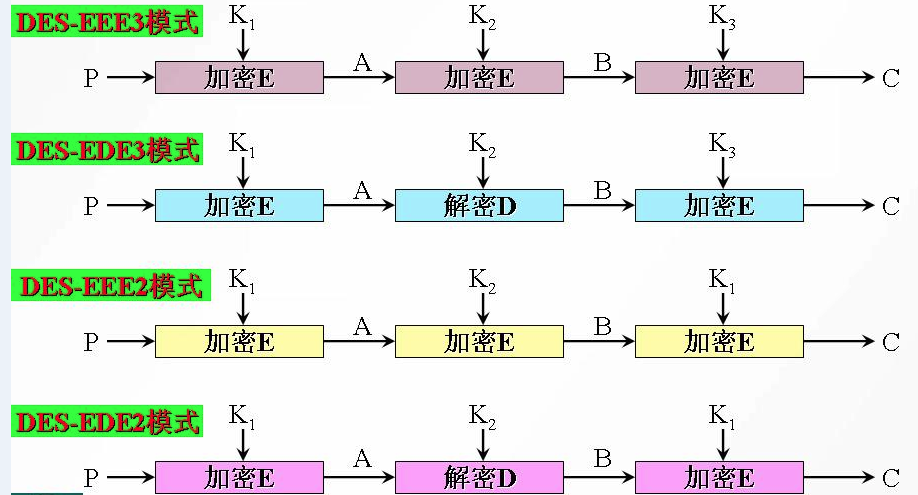 DES-EEE3模式 K1 K2 K3
P 加密E A 加密E B 加密E C
DES-EDE3模式 K1 K2 K3
P 加密E A 解密D B 加密E C
DES-EEE2模式 K1 K2 K1
P 加密E A 加密E B 加密E C
DES-EDE2模式 K1 K2 K1
P 加密E A 解密D B 加密E C